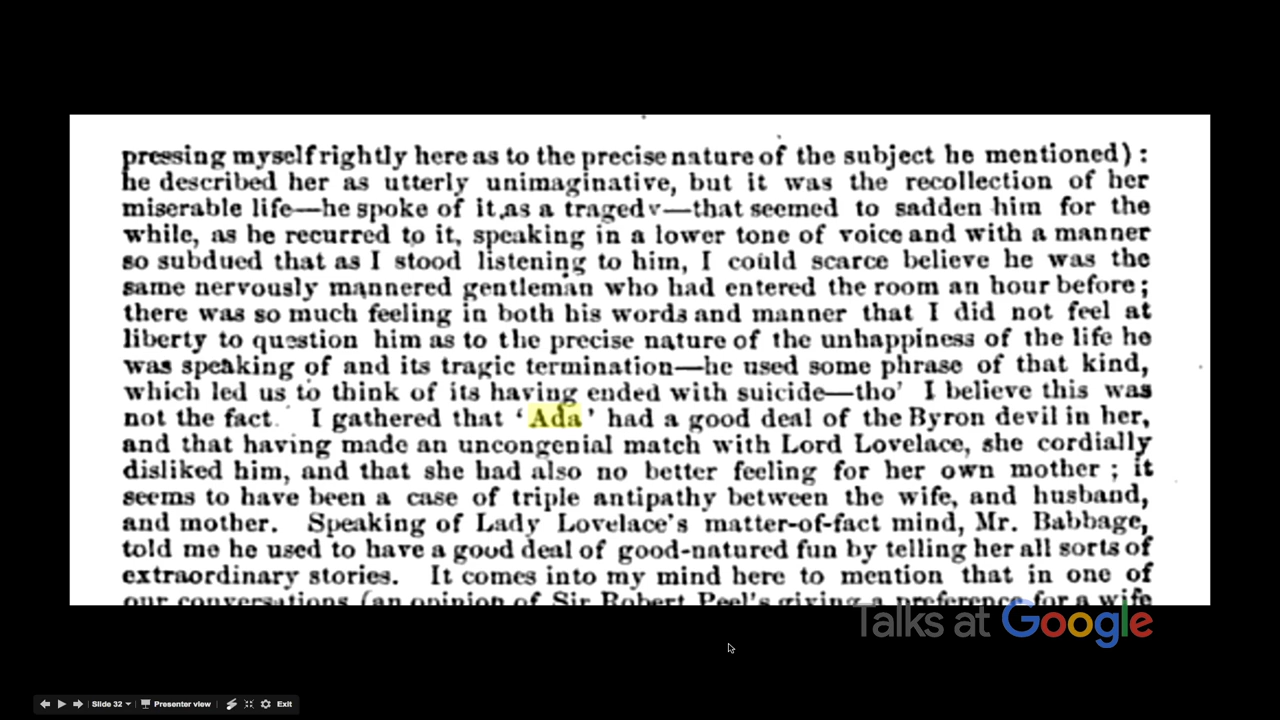 pressing myself rightly here as to the precise nature of the subject he mentioned) :
he described her as utterly unimaginative, but it was the recollection of her
miserable life—he spoke of it, as a tragedy—that seemed to sadden him for the
while, as he recurred to it, speaking in a lower tone of voice and with a manner
so subdued that as I stood listening to him, I could scarce believe he was the
same nervously mannered gentleman who had entered the room an hour before ;
there was so much feeling in both his words and manner that I did not feel at
liberty to question him as to the precise nature of the unhappiness of the life he
was speaking of and its tragic termination—he used some phrase of that kind,
which led us to think of its having ended with suicide—tho' I believe this was
not the fact. I gathered that ‘Ada’ had a good deal of the Byron devil in her,
and that having made an uncongenial match with Lord Lovelace, she cordially
disliked him, and that she had also no better feeling for her own mother ; it
seems to have been a case of triple antipathy between the wife, and husband,
and mother. Speaking of Lady Lovelace's matter-of-fact mind, Mr. Babbage,
told me he used to have a good deal of good-natured fun by telling her all sorts of
extraordinary stories. It comes into my mind here to mention that in one of
our conversations (an opinion of Sir Robert Peel's giving a preference for a wife
Talks at Google
Slide 32
Presenter view
Exit